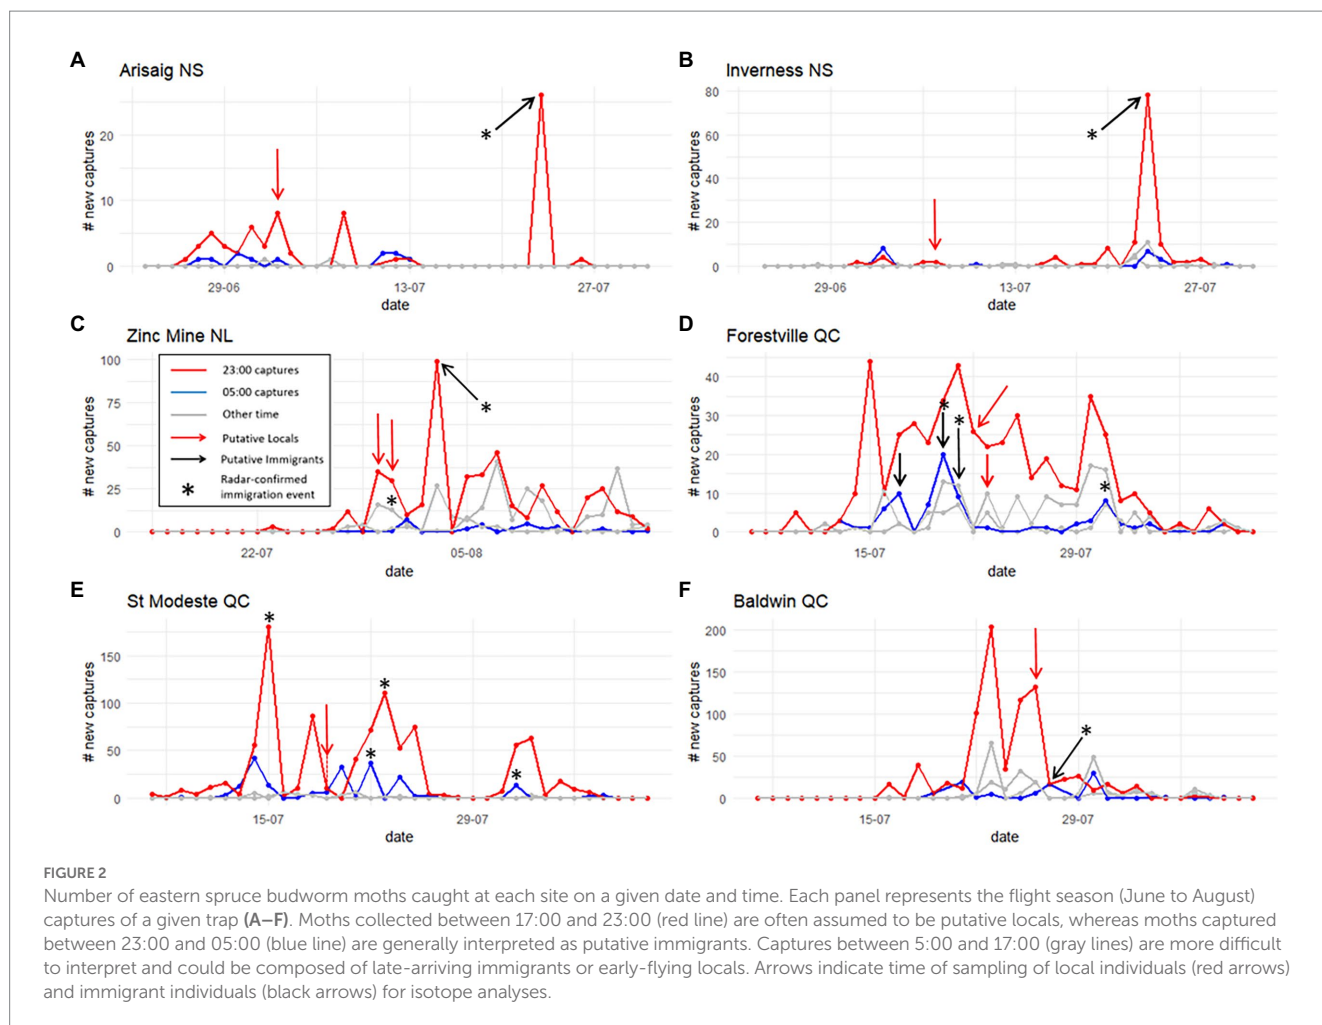 A
Arisaig NS
# new captures
20
10
0
*
29-06
13-07
27-07
date
B
Inverness NS
# new captures
80
60
40
20
0
*
29-06
13-07
27-07
date
C
Zinc Mine NL
# new captures
100
75
50
25
0
23:00 captures
05:00 captures
Other time
Putative Locals
Putative Immigrants
* Radar-confirmed
immigration event
*
*
22-07
05-08
date
D
Forestville QC
# new captures
40
30
20
10
0
*
*
*
15-07
29-07
date
E
St Modeste QC
# new captures
150
100
50
0
*
*
*
*
15-07
29-07
date
F
Baldwin QC
# new captures
200
150
100
50
0
*
15-07
29-07
date
FIGURE 2
Number of eastern spruce budworm moths caught at each site on a given date and time. Each panel represents the flight season (June to August)
captures of a given trap (A–F). Moths collected between 17:00 and 23:00 (red line) are often assumed to be putative locals, whereas moths captured
between 23:00 and 05:00 (blue line) are generally interpreted as putative immigrants. Captures between 5:00 and 17:00 (gray lines) are more difficult
to interpret and could be composed of late-arriving immigrants or early-flying locals. Arrows indicate time of sampling of local individuals (red arrows)
and immigrant individuals (black arrows) for isotope analyses.